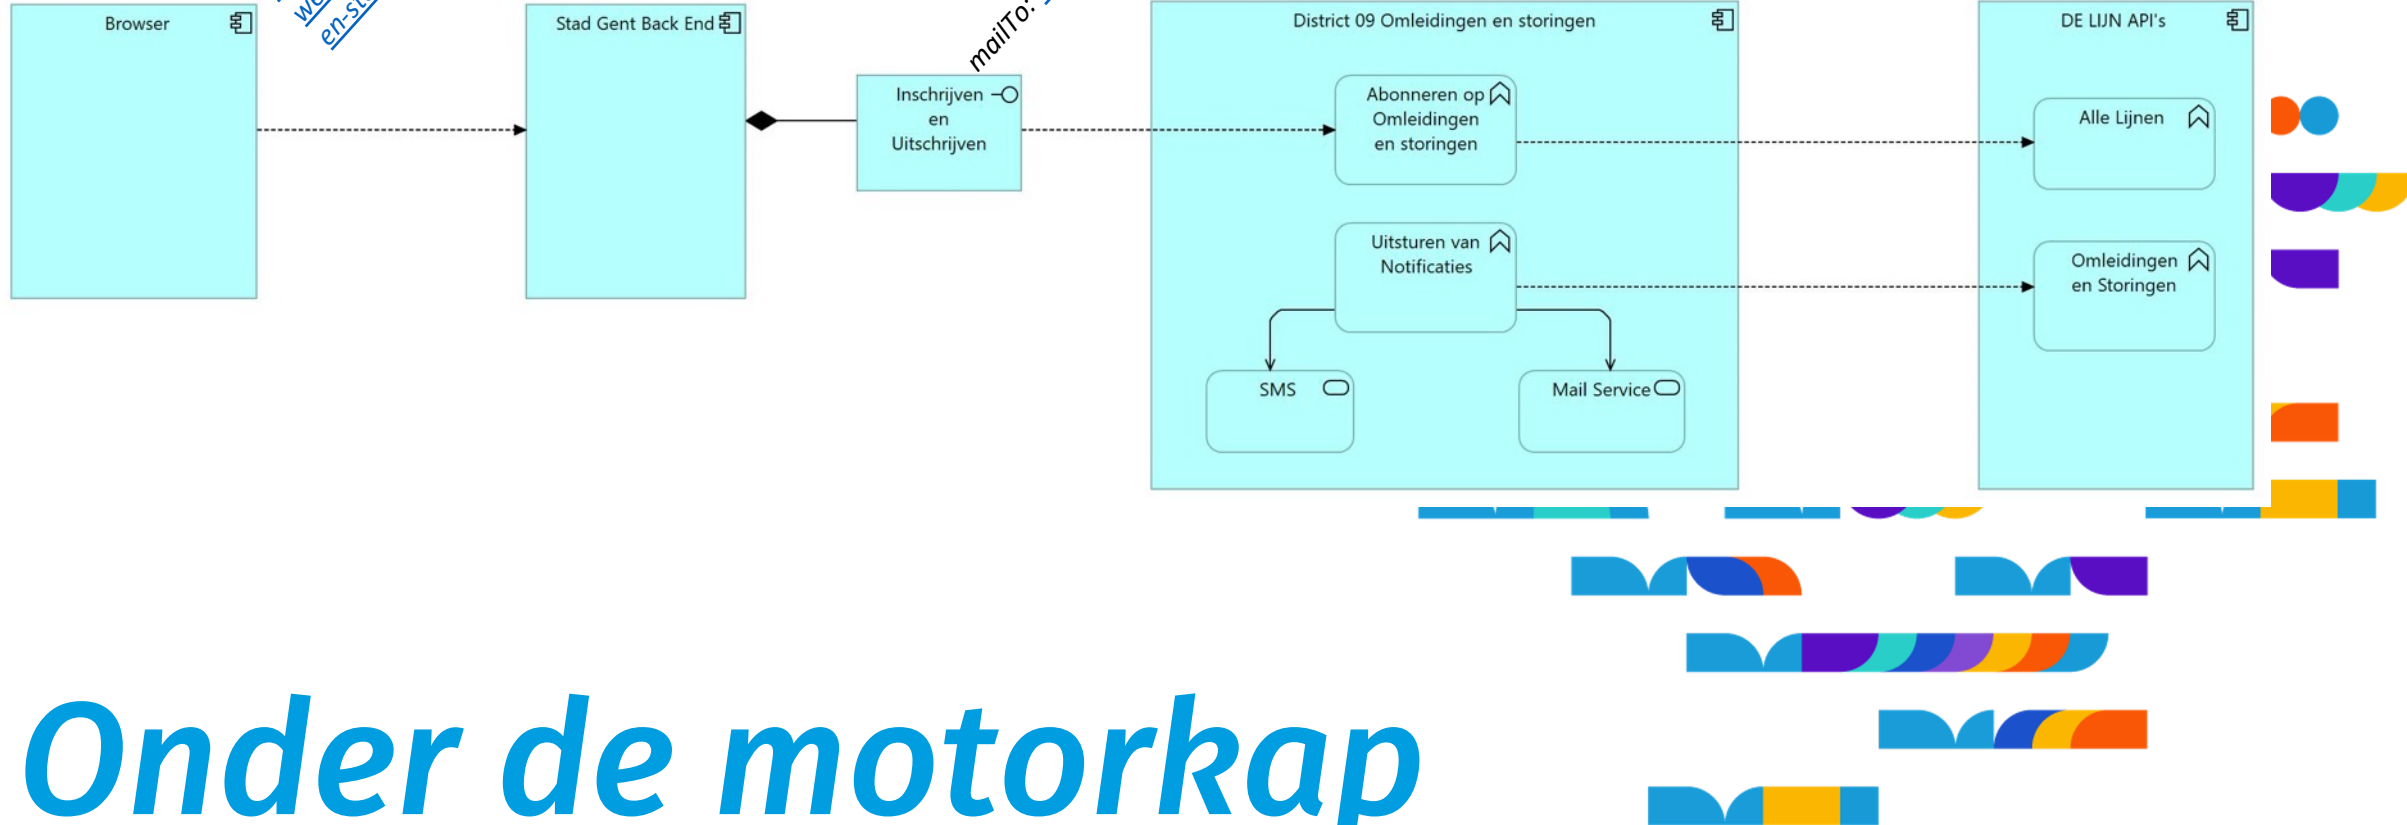 Browser
Stad Gent Back End
mailTo:
Inschrijven
en
Uitschrijven
District 09 Omleidingen en storingen
Abonneren op
Omleidingen
en storingen
Uitsturen van
Notificaties
SMS
Mail Service
DE LIJN API's
Alle Lijnen
Omleidingen
en Storingen
Onder de motorkap